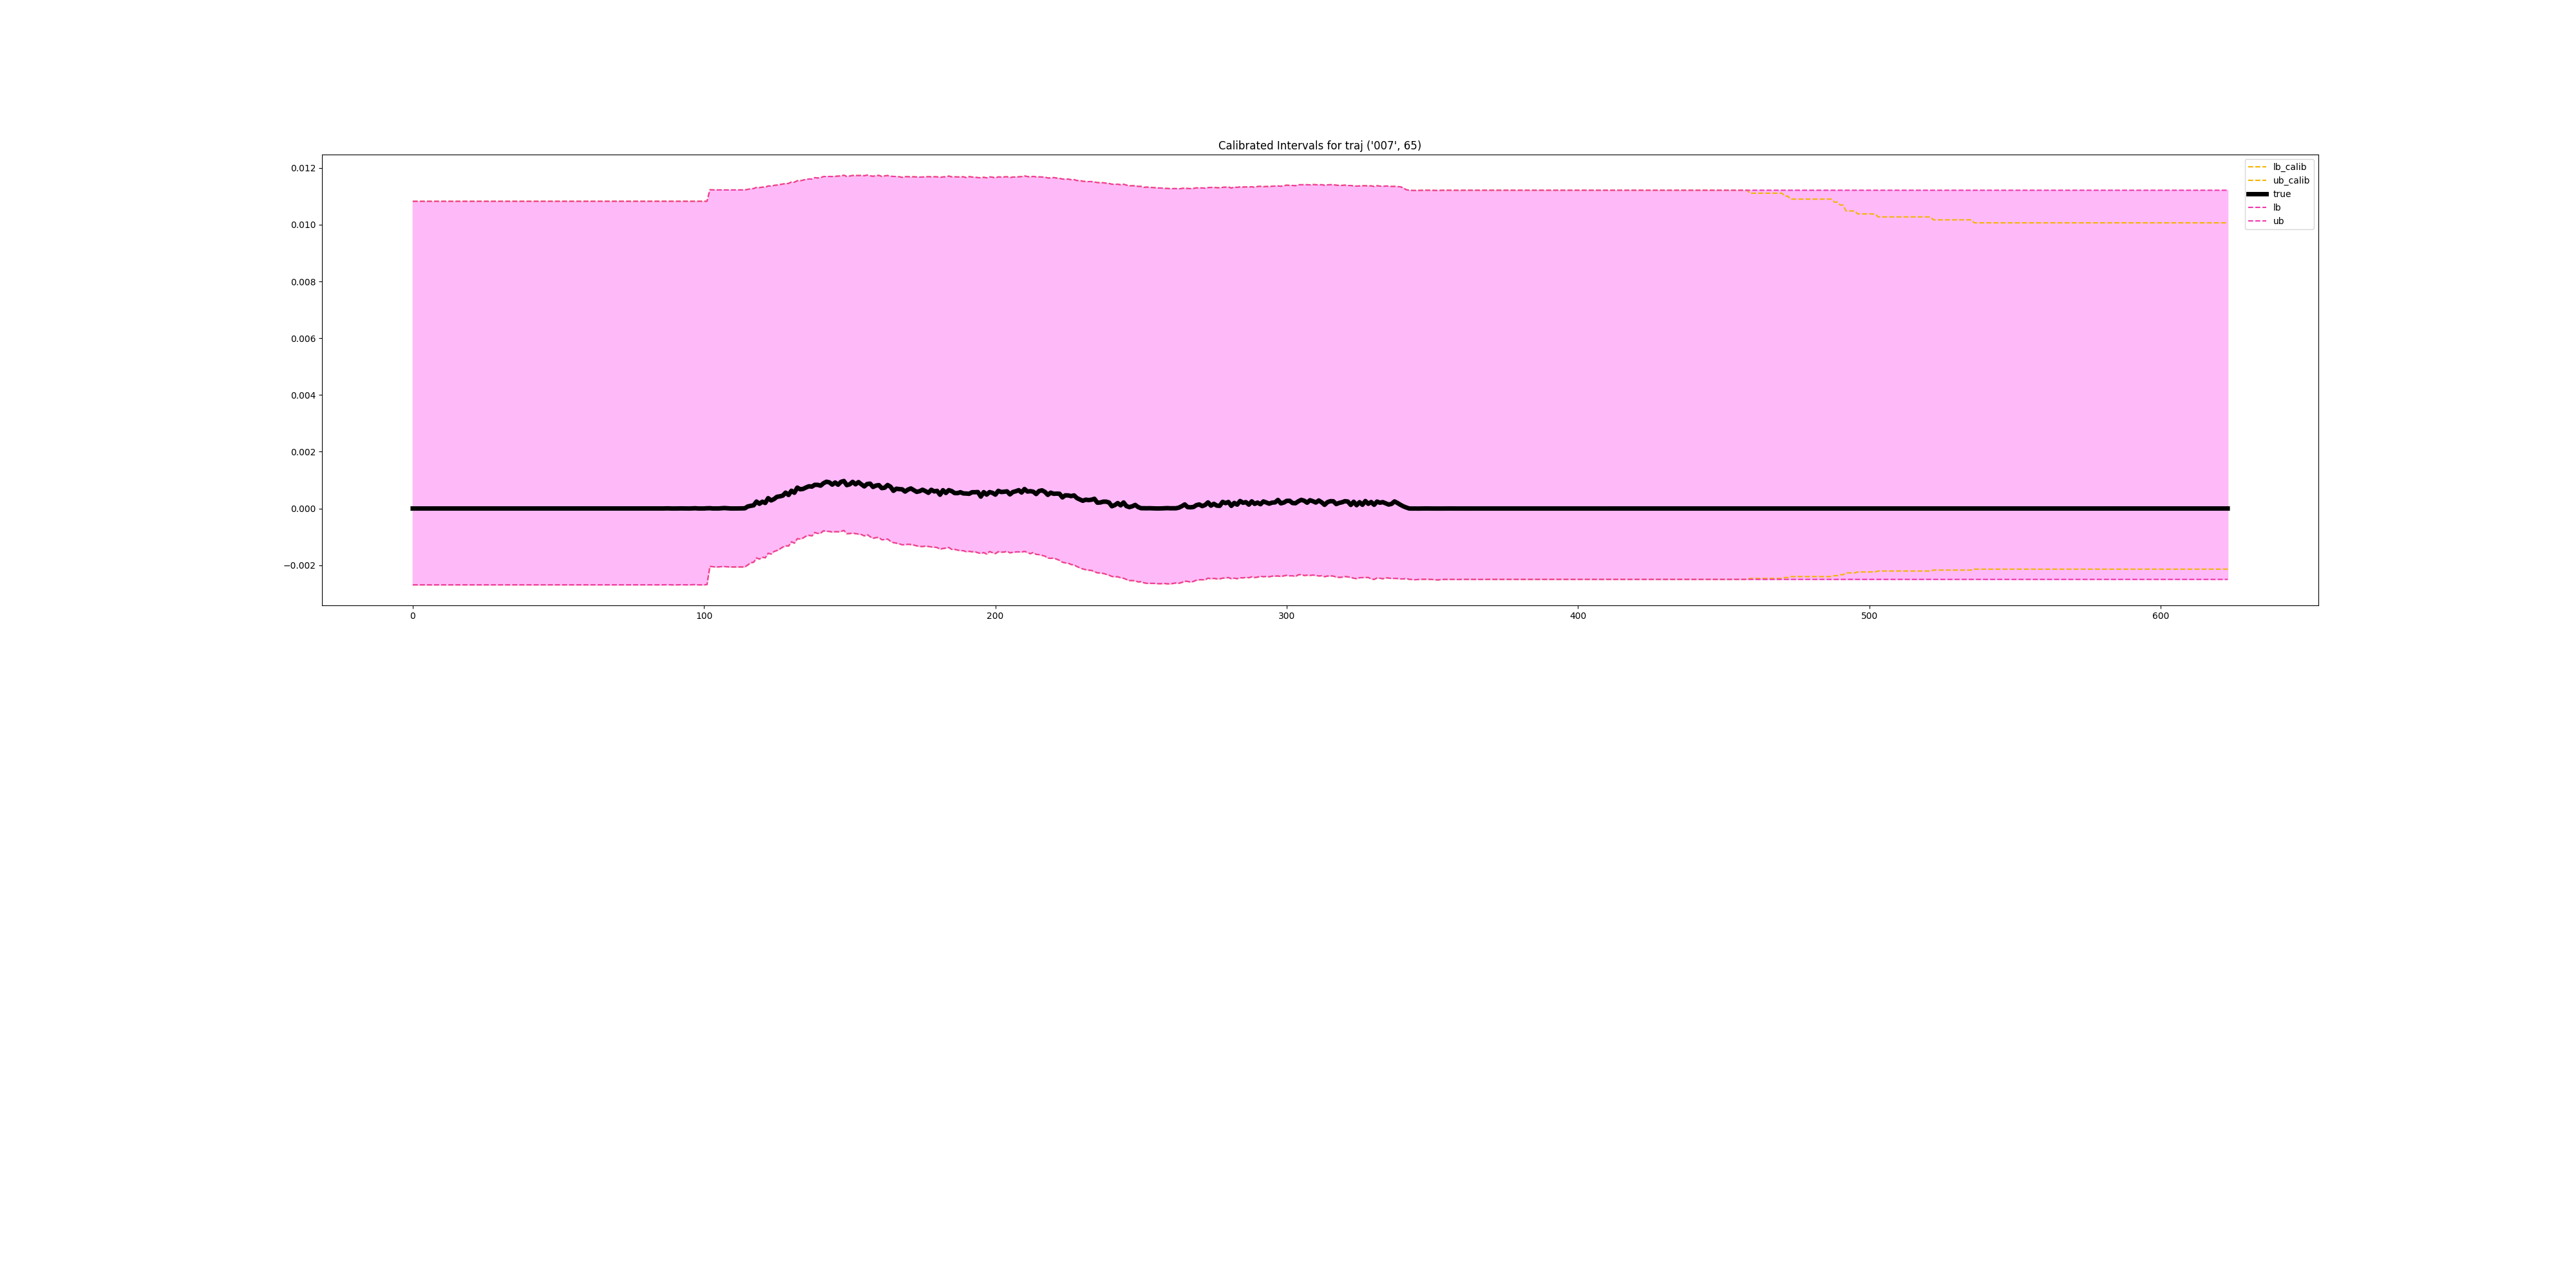 Calibrated Intervals for traj ('007', 65)
0.012
0.010
0.008
0.006
0.004
0.002
0.000
−0.002
0 100 200 300 400 500 600
lb_calib
ub_calib
true
lb
ub